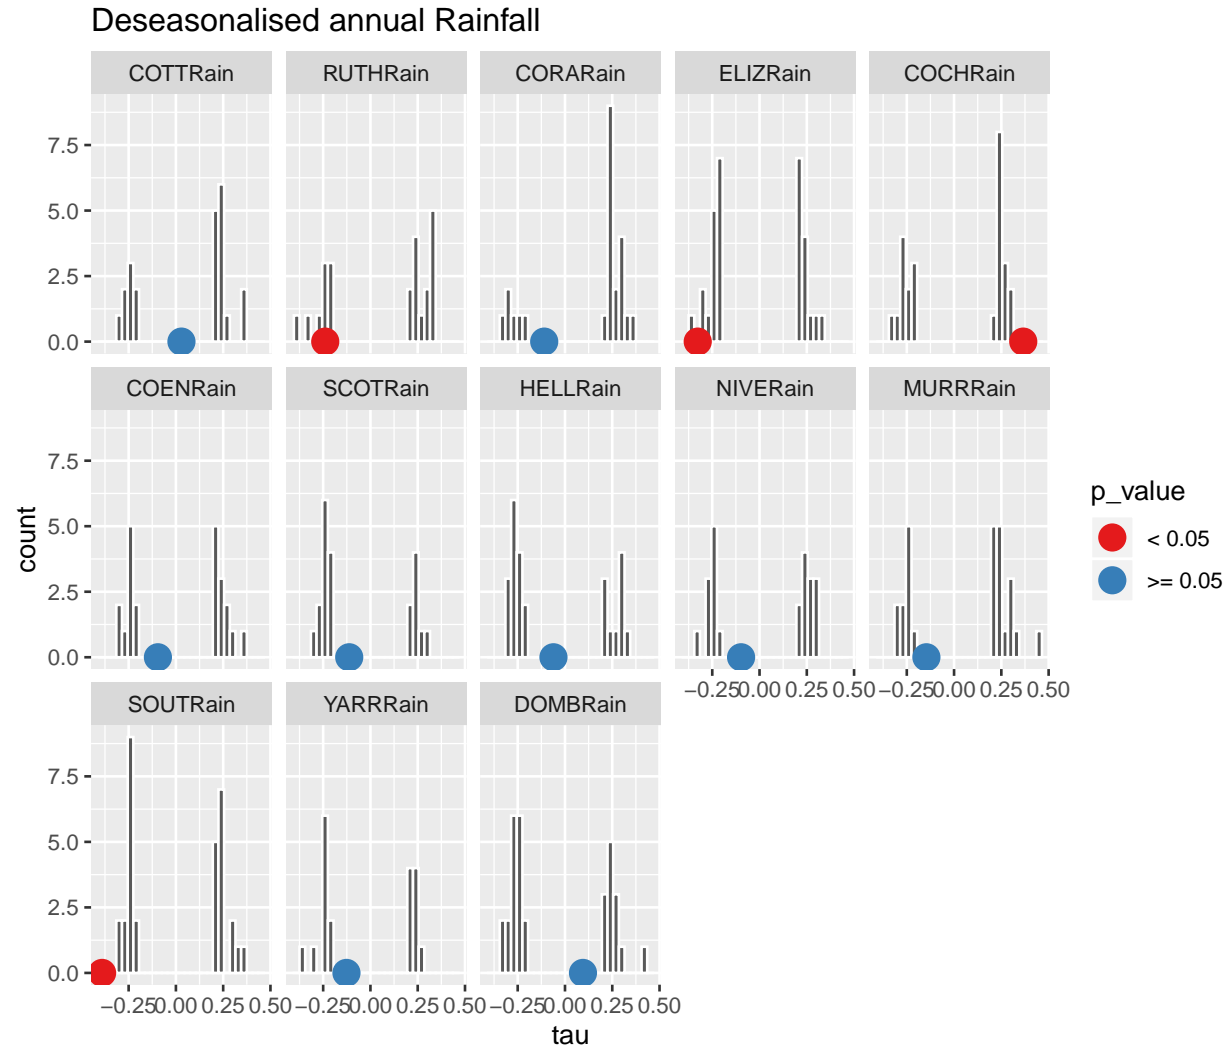 Deseasonalised annual Rainfall
COTTRain RUTHRain CORARain ELIZRain COCHRain
7.5
5.0
2.5
0.0
COENRain SCOTRain HELLRain NIVERain MURRRain
7.5
5.0
2.5
0.0
−0.25 0.00 0.25 0.50 −0.25 0.00 0.25 0.50
SOUTRain YARRRain DOMBRain
7.5
5.0
2.5
0.0
−0.25 0.00 0.25 0.50 −0.25 0.00 0.25 0.50 −0.25 0.00 0.25 0.50
tau
count
p_value
< 0.05
>= 0.05